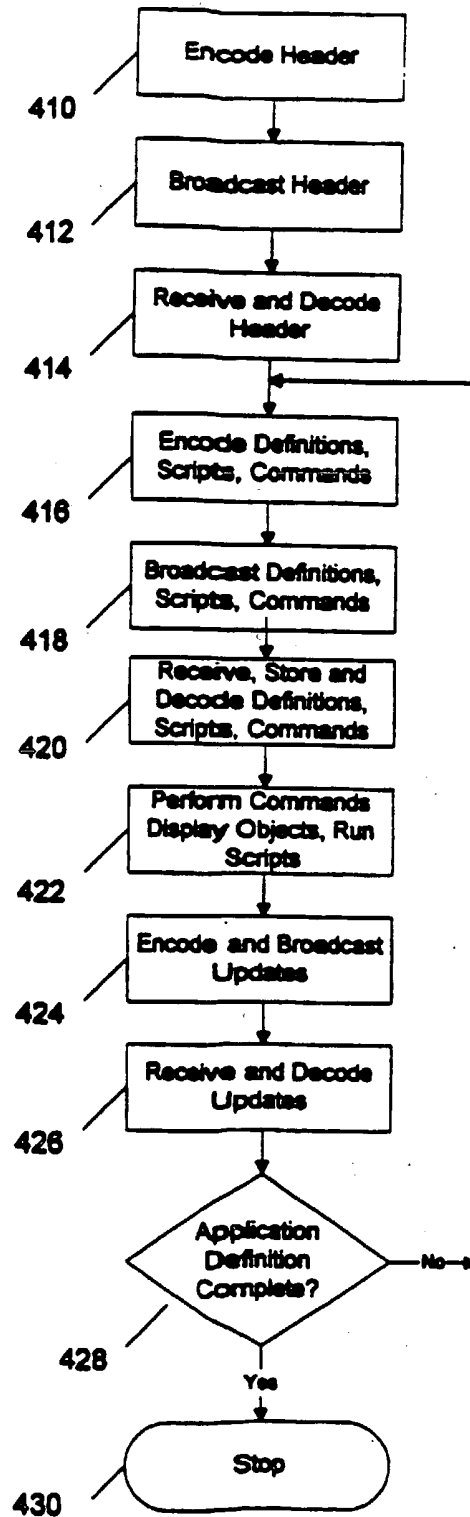 Encode Header
410
Broadcast Header
412
Receive and Decode
Header
414
Encode Definitions,
Scripts, Commands
416
Broadcast Definitions,
Scripts, Commands
418
Receive, Store and
Decode Definitions,
Scripts, Commands
420
Perform Commands
Display Objects, Run
Scripts
422
Encode and Broadcast
Updates
424
Receive and Decode
Updates
426
Application
Definition
Complete?
No
428
Yes
Stop
430